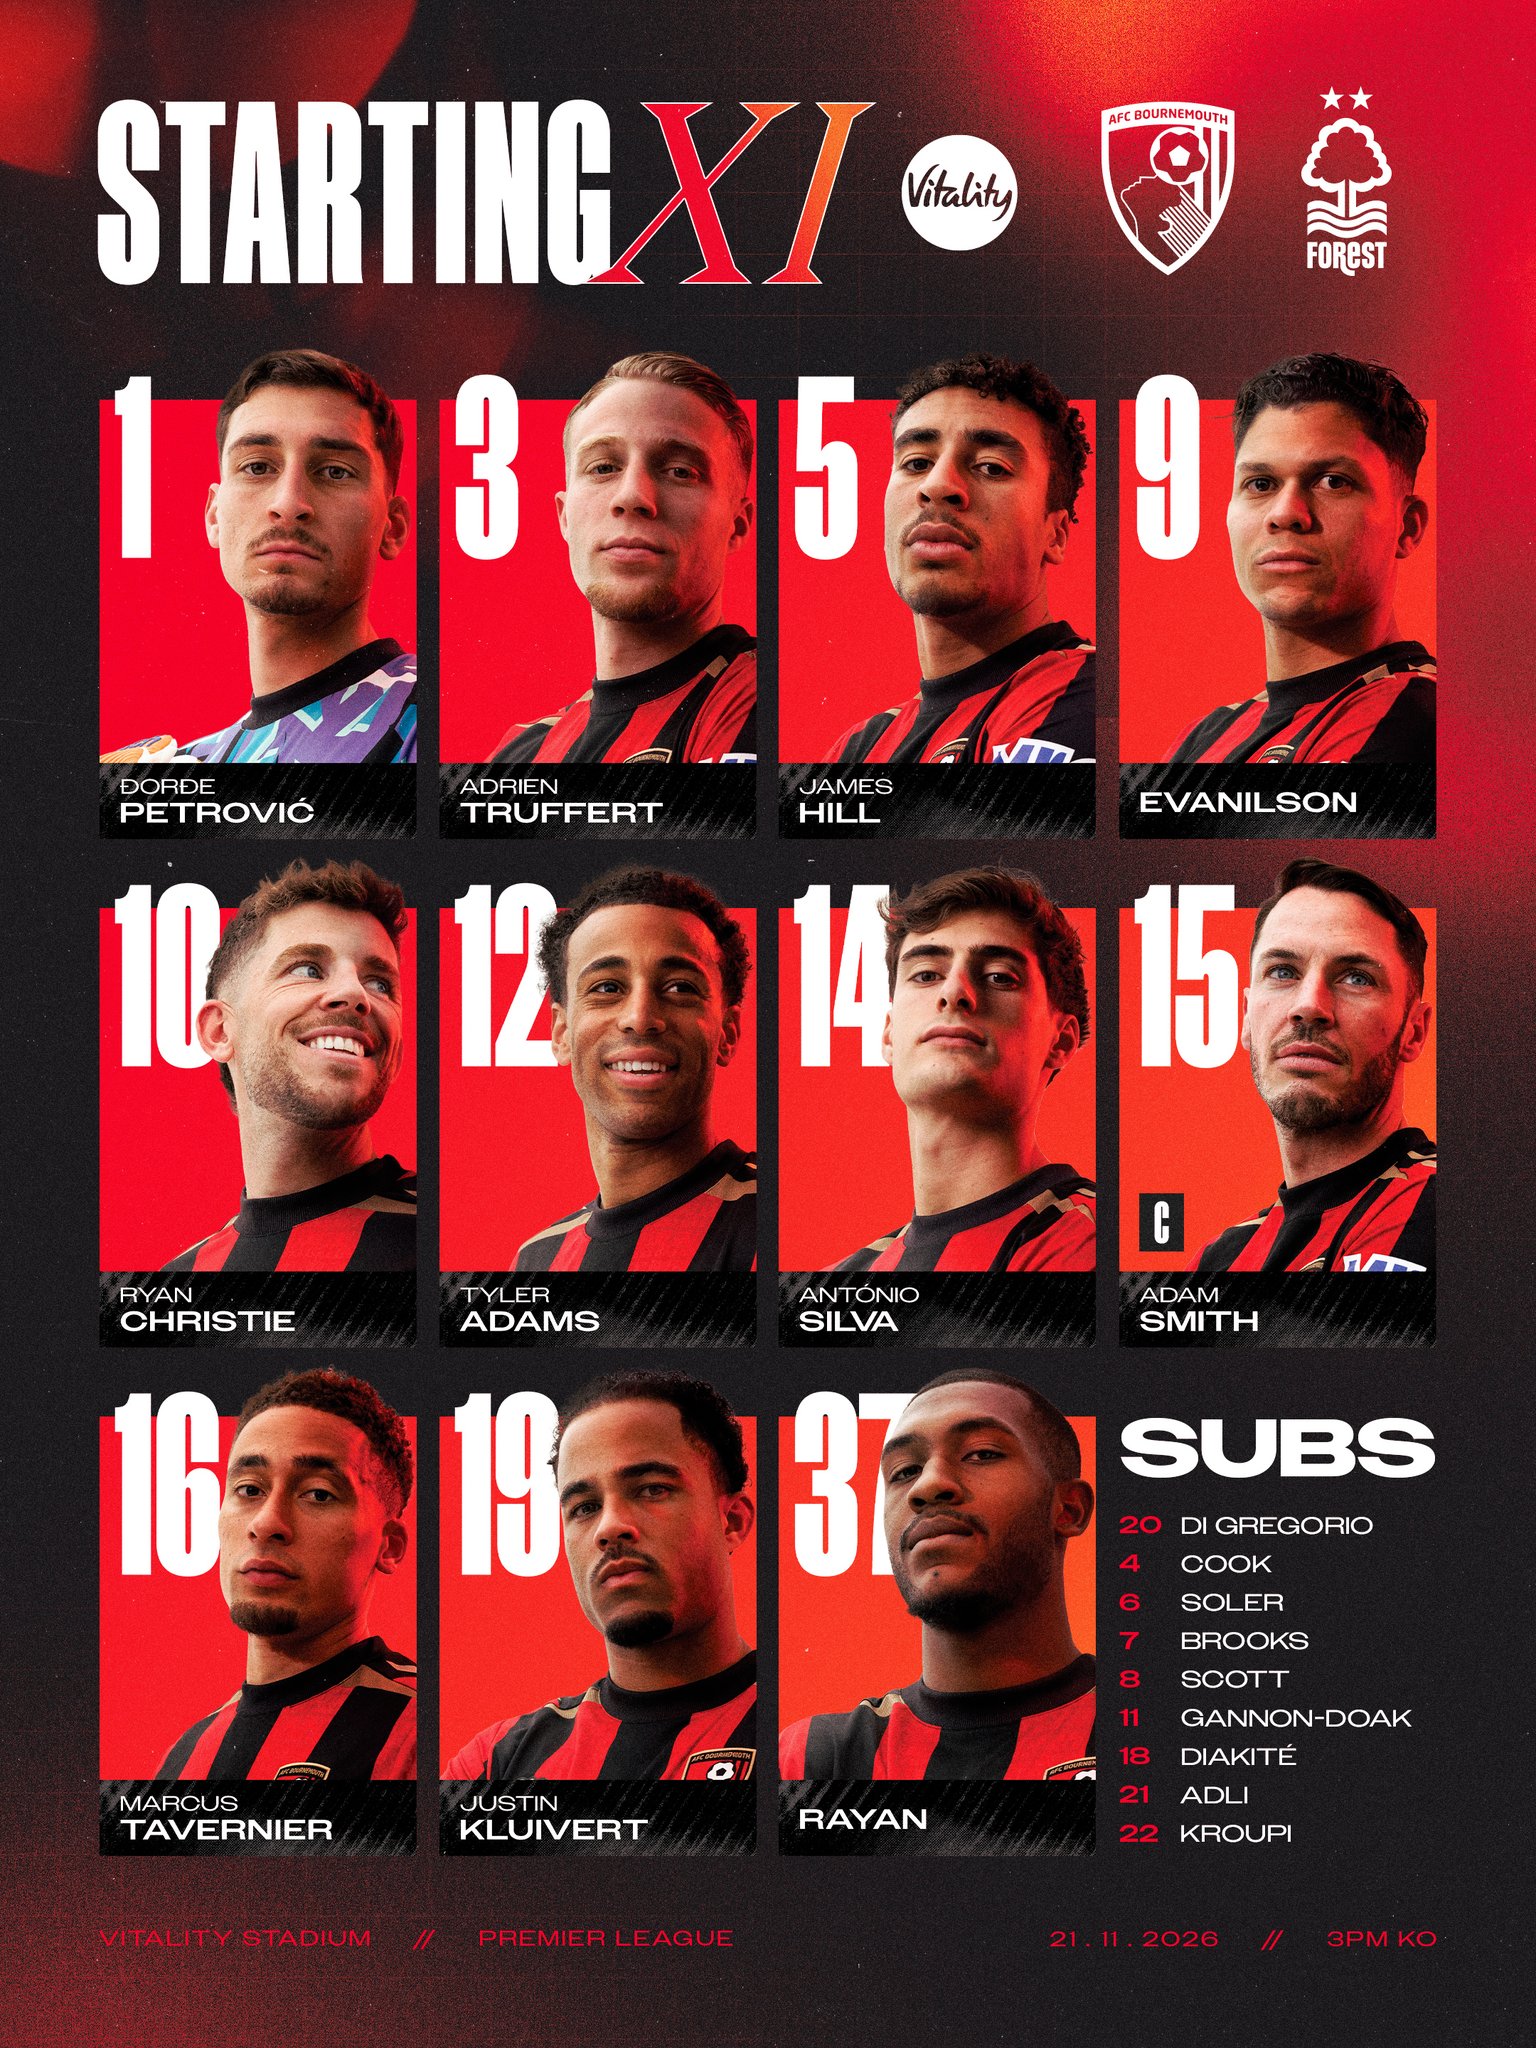 STARTING XI
Vitality
AFC BOURNEMOUTH
FOREST
1
ĐORĐE
PETROVIĆ
3
ADRIEN
TRUFFERT
5
JAMES
HILL
9
EVANILSON
10
RYAN
CHRISTIE
12
TYLER
ADAMS
14
ANTÓNIO
SILVA
15
C
ADAM
SMITH
16
MARCUS
TAVERNIER
19
AFC BOURNEMOUTH
JUSTIN
KLUIVERT
37
RAYAN
SUBS
20 DI GREGORIO
4 COOK
6 SOLER
7 BROOKS
8 SCOTT
11 GANNON-DOAK
18 DIAKITÉ
21 ADLI
22 KROUPI
VITALITY STADIUM // PREMIER LEAGUE
21.11.2026 // 3PM KO